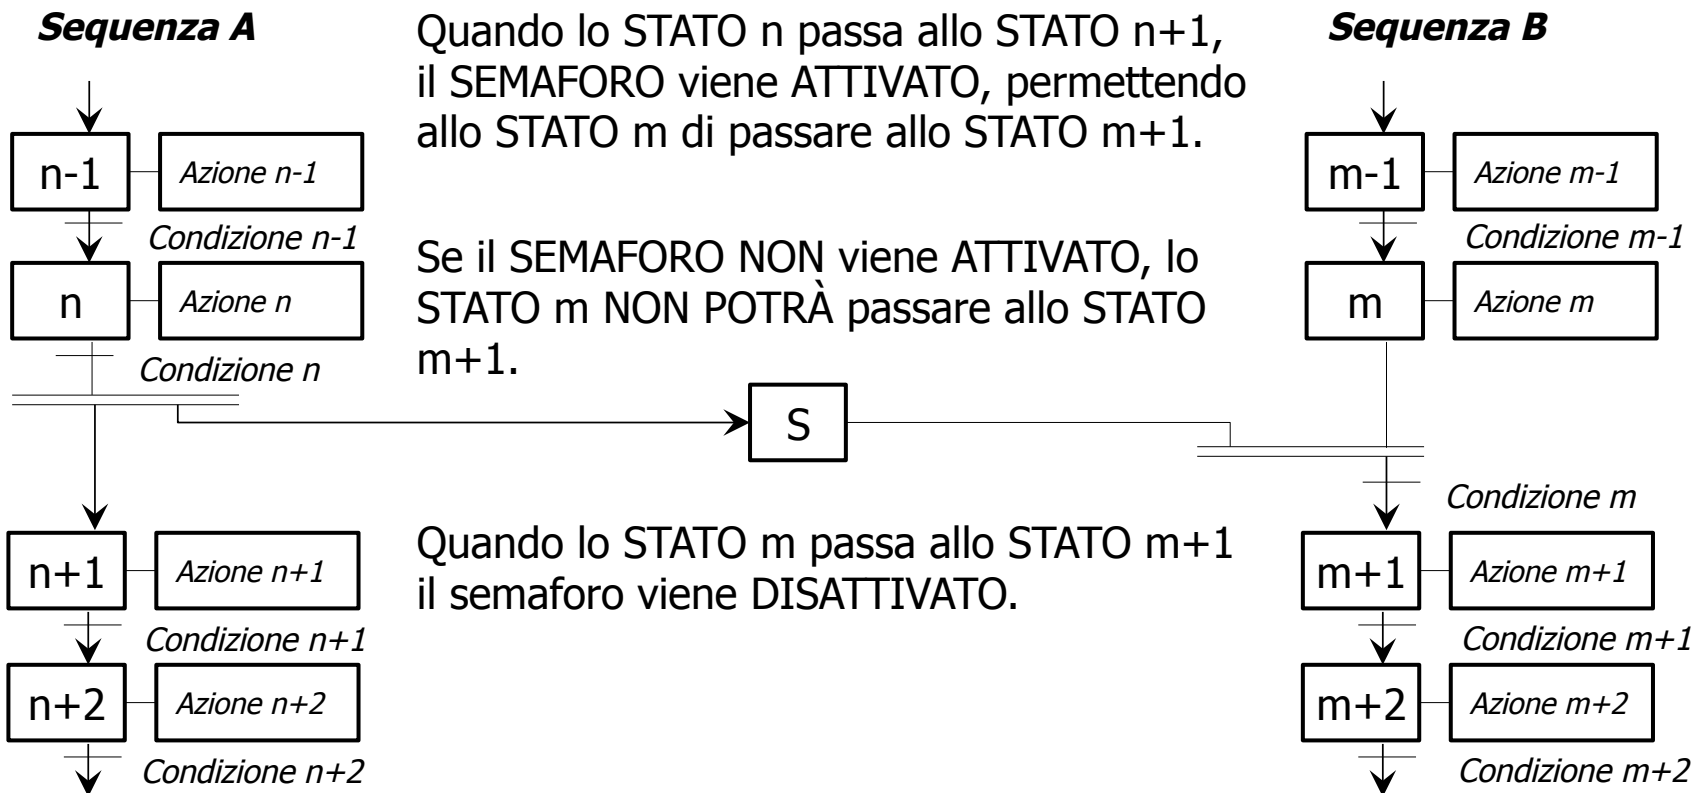 Sequenza A
Quando lo STATO n passa allo STATO n+1,
il SEMAFORO viene ATTIVATO, permettendo
allo STATO m di passare allo STATO m+1.
Sequenza B
n-1
Azione n-1
Condizione n-1
n
Azione n
Condizione n
Se il SEMAFORO NON viene ATTIVATO, lo
STATO m NON POTRÀ passare allo STATO
m+1.
m-1
Azione m-1
Condizione m-1
m
Azione m
S
Condizione m
n+1
Azione n+1
Condizione n+1
n+2
Azione n+2
Condizione n+2
Quando lo STATO m passa allo STATO m+1
il semaforo viene DISATTIVATO.
m+1
Azione m+1
Condizione m+1
m+2
Azione m+2
Condizione m+2